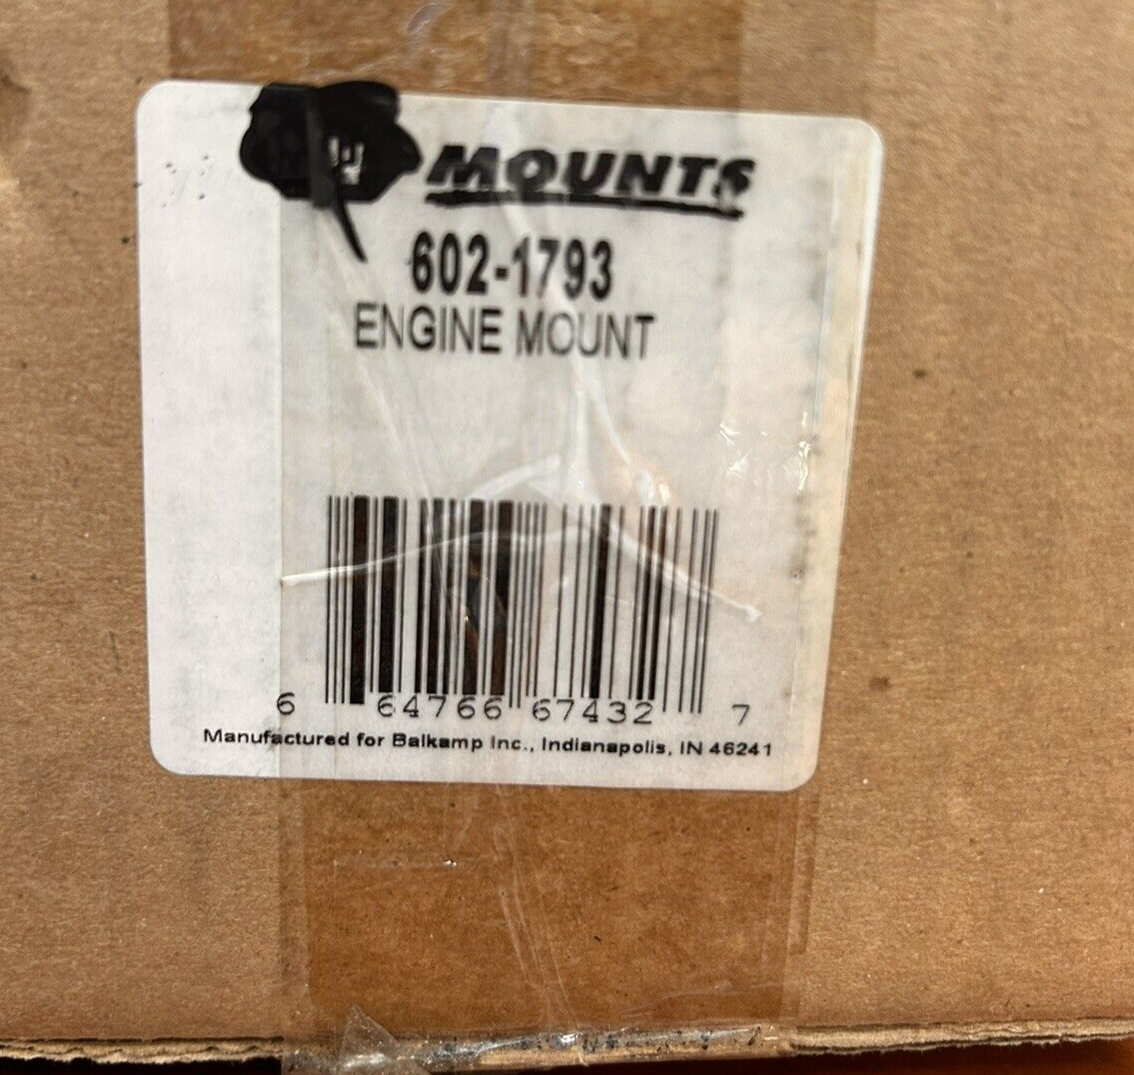 MOUNTS
602-1793
ENGINE MOUNT
6 64766 67432 7
Manufactured for Balkamp Inc., Indianapolis, IN 46241